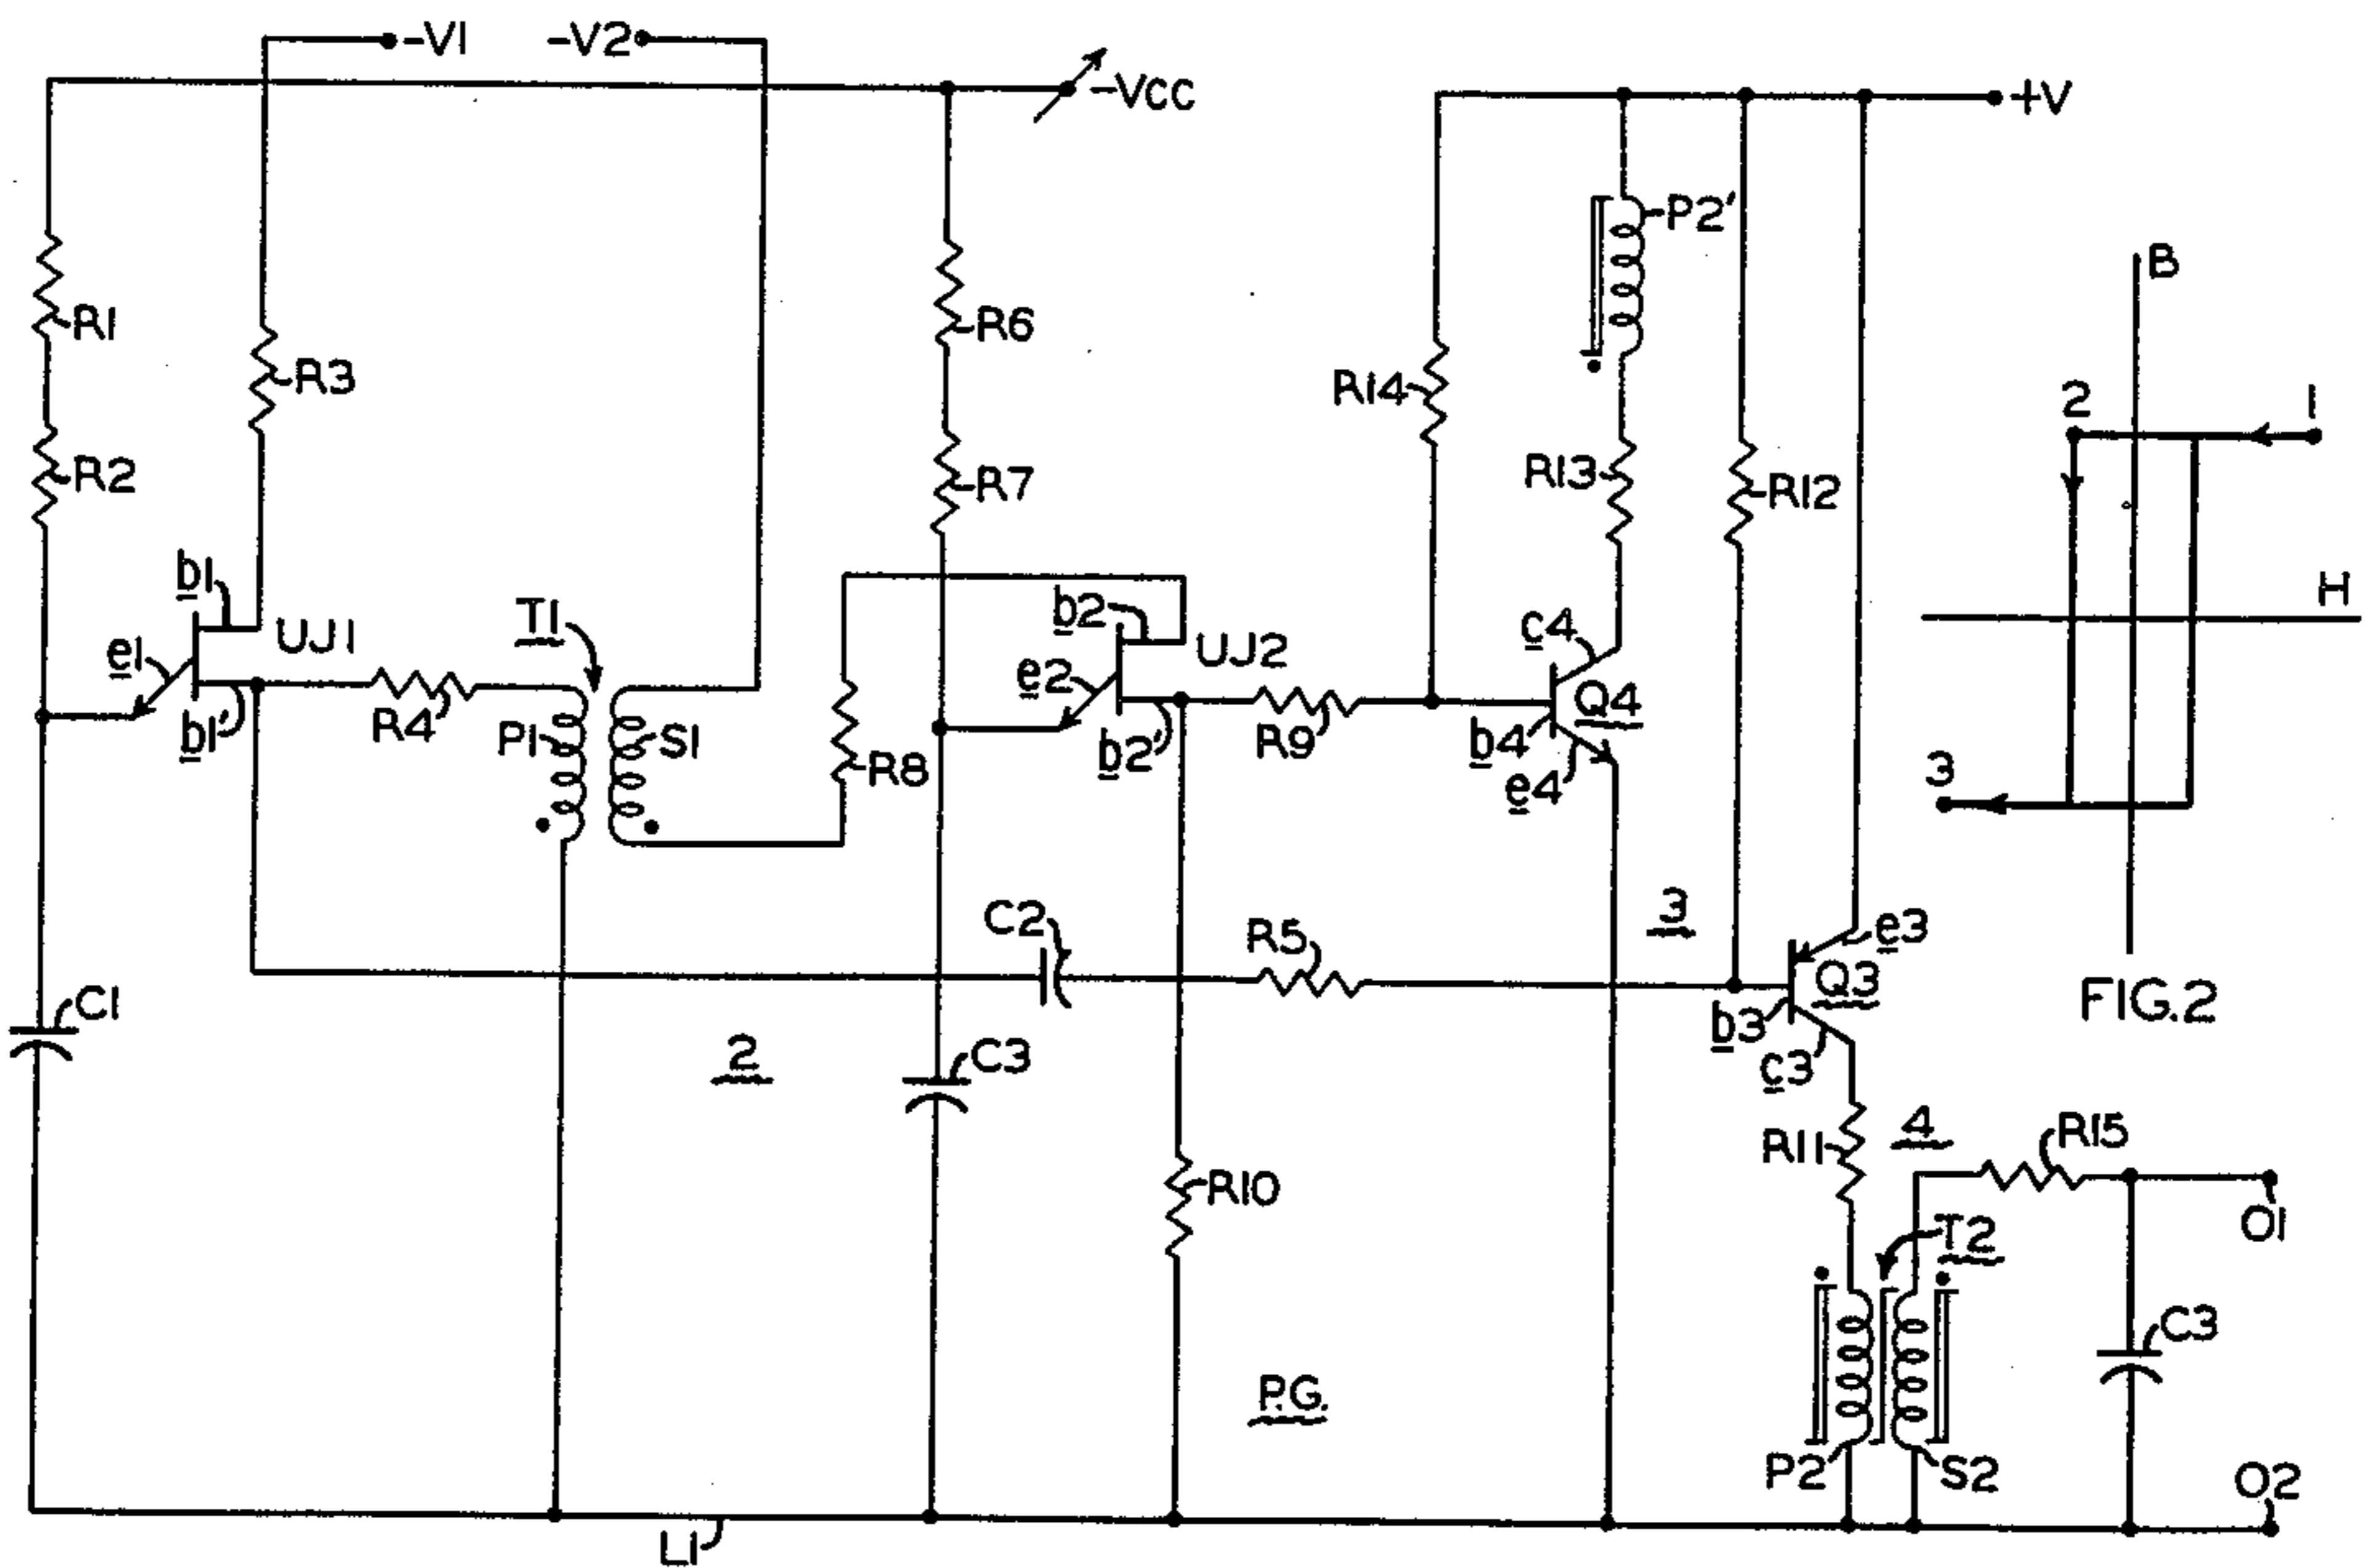 -V1
-V2
-VCC
+V
R1
R2
R3
b1
UJ1
e1
b1'
R4
T1
P1
S1
R6
R7
b2
UJ2
e2
b2'
R8
R9
R14
P2'
R13
R12
c4
Q4
b4
e4
B
2
1
H
3
FIG.2
C2
R5
3
e3
Q3
b3
c3
C1
2
C3
R10
P.G.
R11
4
R15
T2
O1
C3
P2
S2
O2
L1